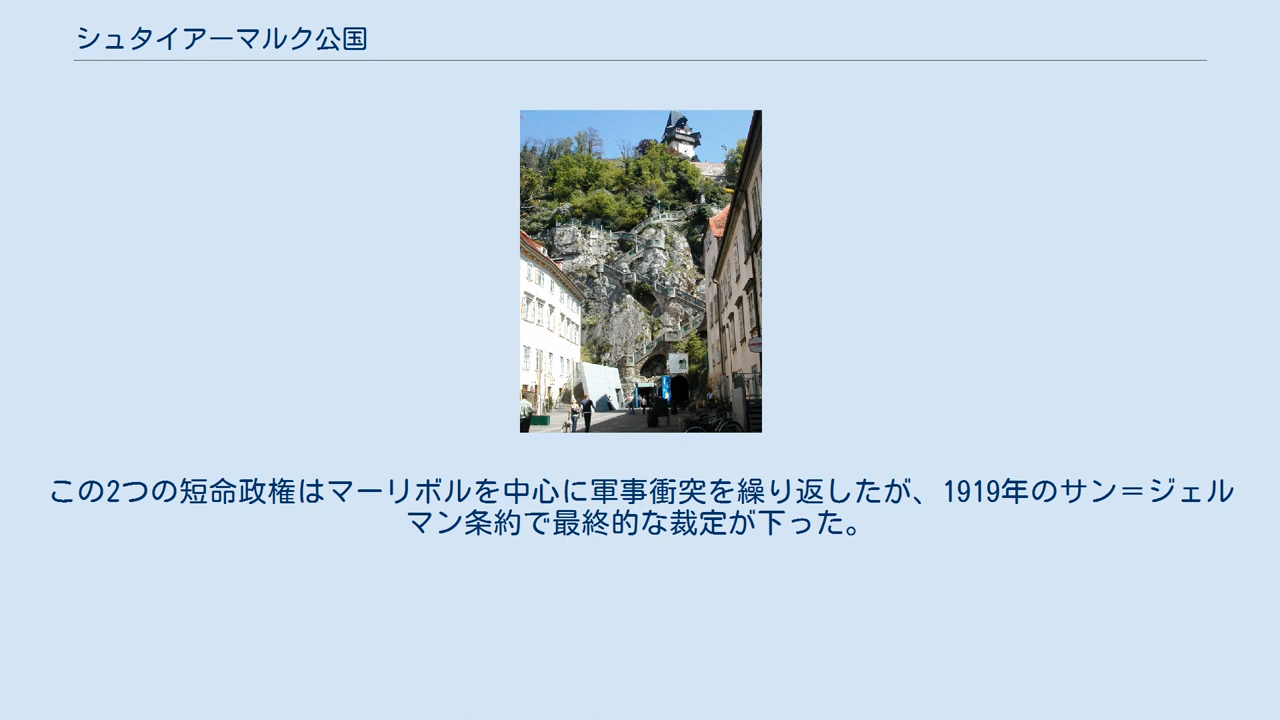 シュタイアーマルク公国
この2つの短命政権はマーリボルを中心に軍事衝突を繰り返したが、1919年のサン＝ジェル
マン条約で最終的な裁定が下った。